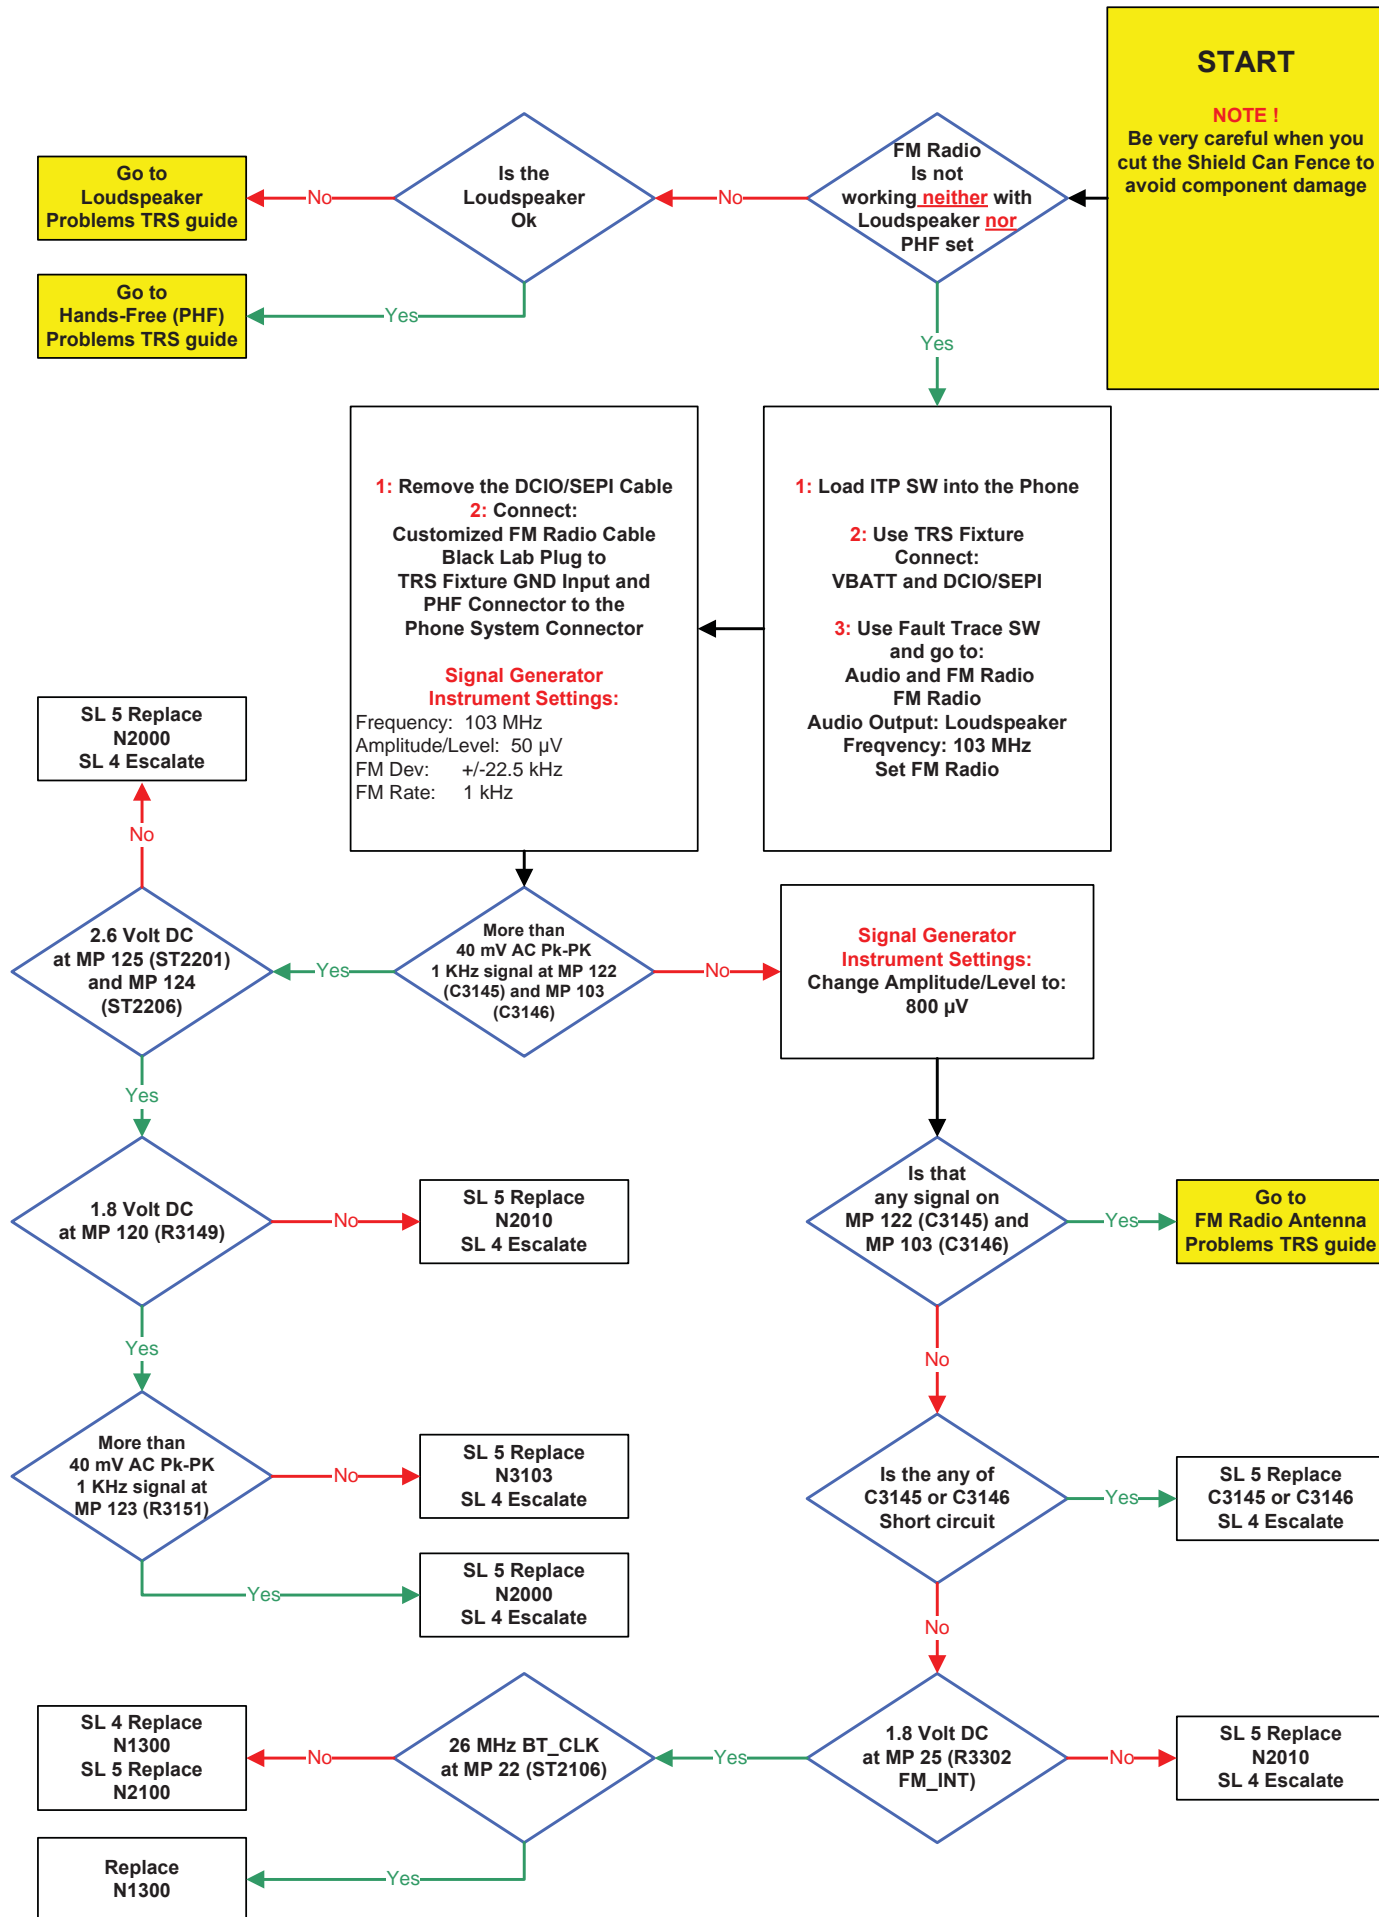 START
NOTE !
Be very careful when you
cut the Shield Can Fence to
avoid component damage
FM Radio
Is not
working neither with
Loudspeaker nor
PHF set
No
Is the
Loudspeaker
Ok
No
Go to
Loudspeaker
Problems TRS guide
Yes
Go to
Hands-Free (PHF)
Problems TRS guide
Yes
1: Load ITP SW into the Phone
2: Use TRS Fixture
Connect:
VBATT and DCIO/SEPI
3: Use Fault Trace SW
and go to:
Audio and FM Radio
FM Radio
Audio Output: Loudspeaker
Freqvency: 103 MHz
Set FM Radio
1: Remove the DCIO/SEPI Cable
2: Connect:
Customized FM Radio Cable
Black Lab Plug to
TRS Fixture GND Input and
PHF Connector to the
Phone System Connector
Signal Generator
Instrument Settings:
Frequency: 103 MHz
Amplitude/Level: 50 µV
FM Dev: +/-22.5 kHz
FM Rate: 1 kHz
More than
40 mV AC Pk-PK
1 KHz signal at MP 122
(C3145) and MP 103
(C3146)
Yes
2.6 Volt DC
at MP 125 (ST2201)
and MP 124
(ST2206)
No
SL 5 Replace
N2000
SL 4 Escalate
Yes
1.8 Volt DC
at MP 120 (R3149)
No
SL 5 Replace
N2010
SL 4 Escalate
Yes
More than
40 mV AC Pk-PK
1 KHz signal at
MP 123 (R3151)
No
SL 5 Replace
N3103
SL 4 Escalate
Yes
SL 5 Replace
N2000
SL 4 Escalate
No
Signal Generator
Instrument Settings:
Change Amplitude/Level to:
800 µV
Is that
any signal on
MP 122 (C3145) and
MP 103 (C3146)
Yes
Go to
FM Radio Antenna
Problems TRS guide
No
Is the any of
C3145 or C3146
Short circuit
Yes
SL 5 Replace
C3145 or C3146
SL 4 Escalate
No
1.8 Volt DC
at MP 25 (R3302
FM_INT)
No
SL 5 Replace
N2010
SL 4 Escalate
Yes
26 MHz BT_CLK
at MP 22 (ST2106)
No
SL 4 Replace
N1300
SL 5 Replace
N2100
Yes
Replace
N1300